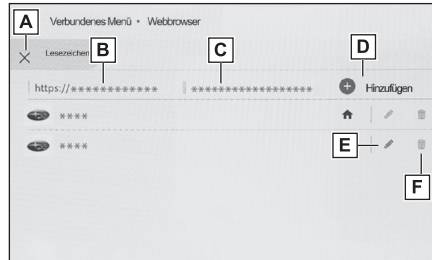 A
Verbundenes Menü • Webbrowser
Lesezeichen
B
C
D
https://************ ******************
Hinzufügen
****
****
E
F